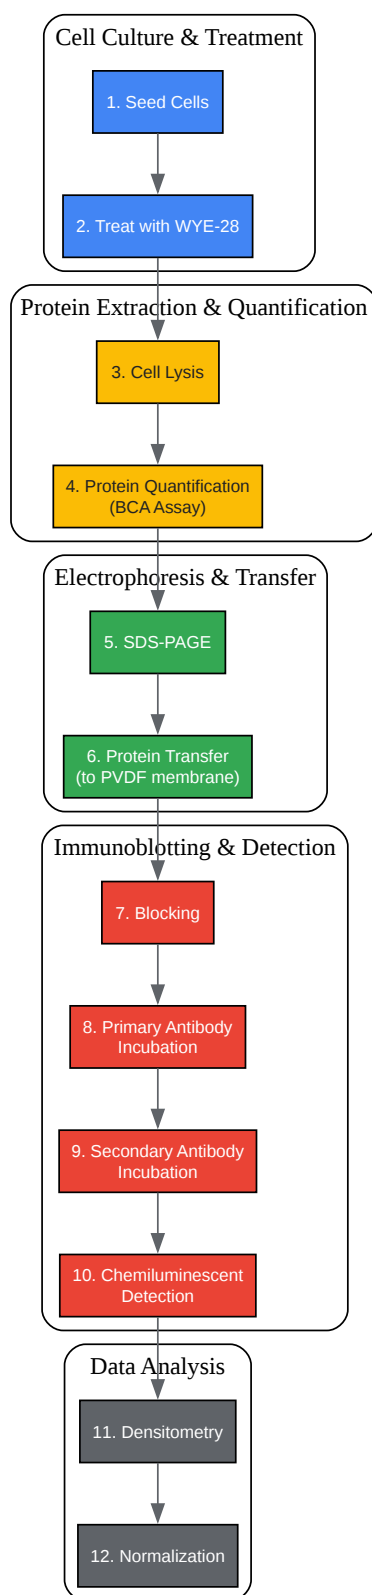 Cell Culture & Treatment
1. Seed Cells
2. Treat with WYE-28
Protein Extraction & Quantification
3. Cell Lysis
4. Protein Quantification
(BCA Assay)
Electrophoresis & Transfer
5. SDS-PAGE
6. Protein Transfer
(to PVDF membrane)
Immunoblotting & Detection
7. Blocking
8. Primary Antibody
Incubation
9. Secondary Antibody
Incubation
10. Chemiluminescent
Detection
Data Analysis
11. Densitometry
12. Normalization